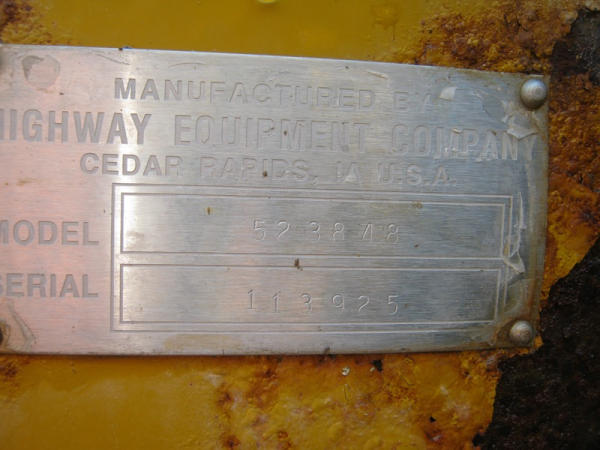 MANUFACTURED BY
HIGHWAY EQUIPMENT COMPANY
CEDAR RAPIDS, IA U.S.A.
MODEL 523848
SERIAL 113925